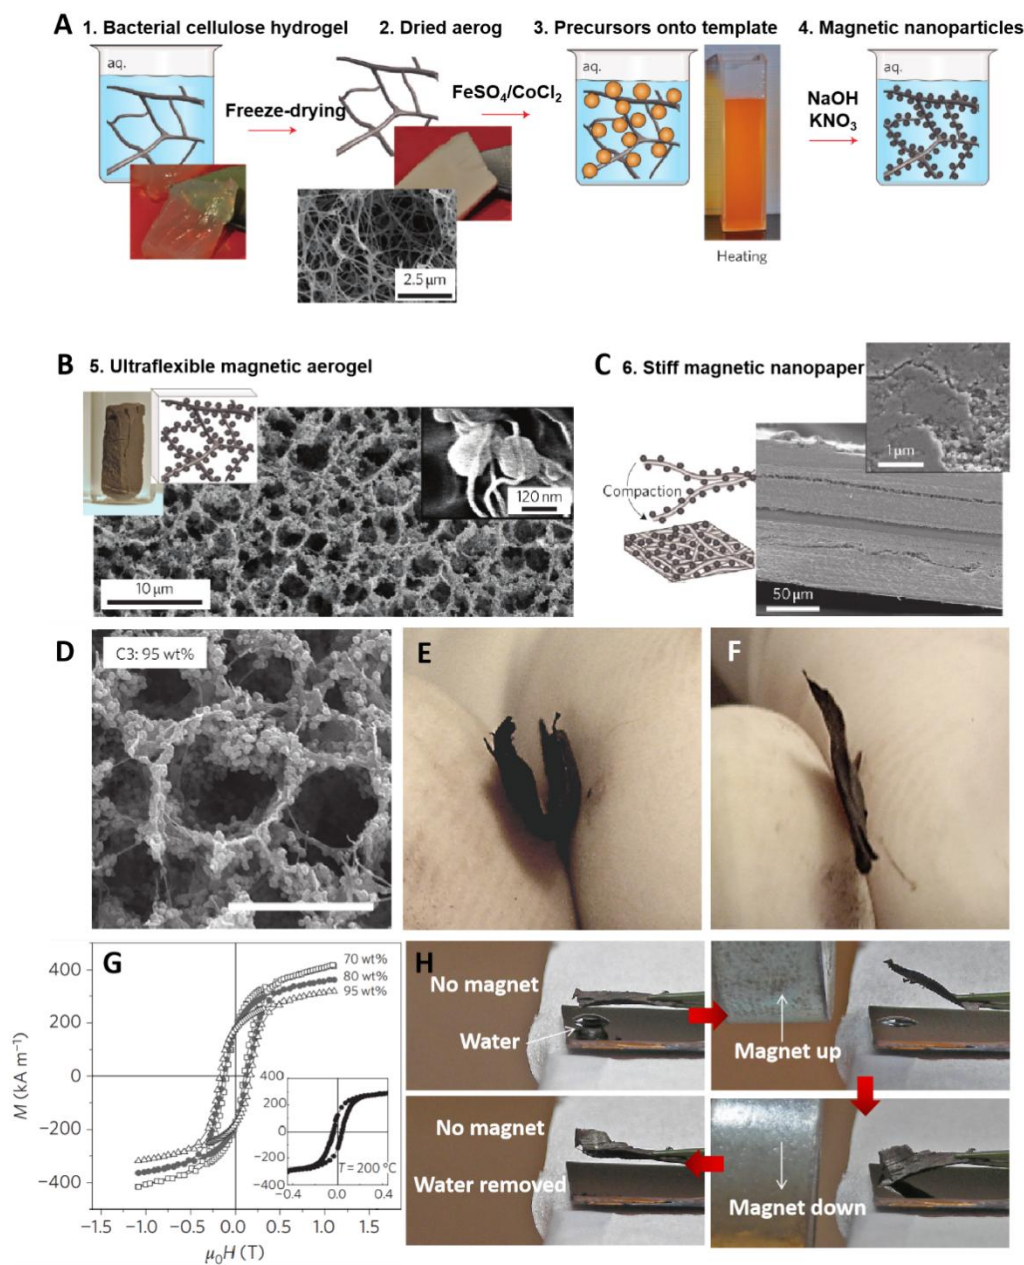 A 1. Bacterial cellulose hydrogel
2. Dried aerog
3. Precursors onto template
4. Magnetic nanoparticles
aq.
Freeze-drying
FeSO₄/CoCl₂
aq.
NaOH
KNO₃
aq.
2.5 µm
Heating
B 5. Ultraflexible magnetic aerogel
120 nm
10 µm
C 6. Stiff magnetic nanopaper
1 µm
Compaction
50 µm
D
C3: 95 wt%
E
F
G
70 wt%
80 wt%
95 wt%
M (kA m⁻¹)
400
200
0
−200
−400
400
200
0
−200
−400
T = 200 °C
−0.4 0.0 0.4
−1.5 −1.0 −0.5 0.0 0.5 1.0 1.5
µ₀H (T)
H
No magnet
Water
Magnet up
No magnet
Water removed
Magnet down